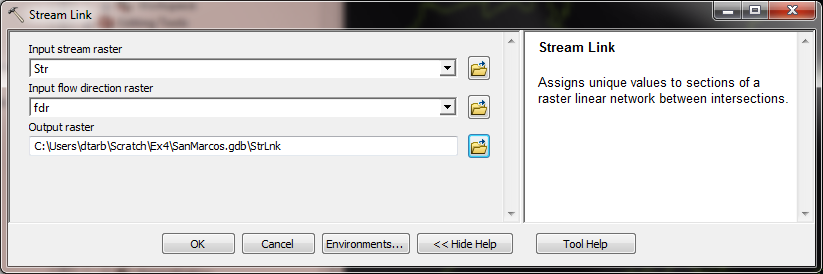 Stream Link
Input stream raster
Str
Input flow direction raster
fdr
Output raster
C:\Users\dtarb\Scratch\Ex4\SanMarcos.gdb\StrLnk
Stream Link
Assigns unique values to sections of a
raster linear network between intersections.
OK
Cancel
Environments...
<< Hide Help
Tool Help